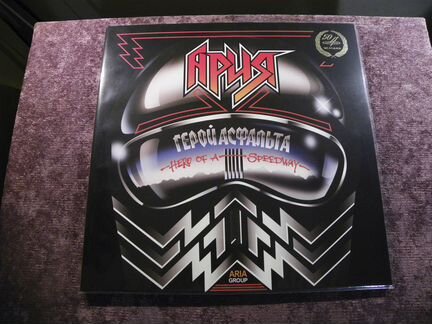 АРИЯ
ГЕРОЙ АСФАЛЬТА
HERO OF A SPEEDWAY
ARIA
GROUP